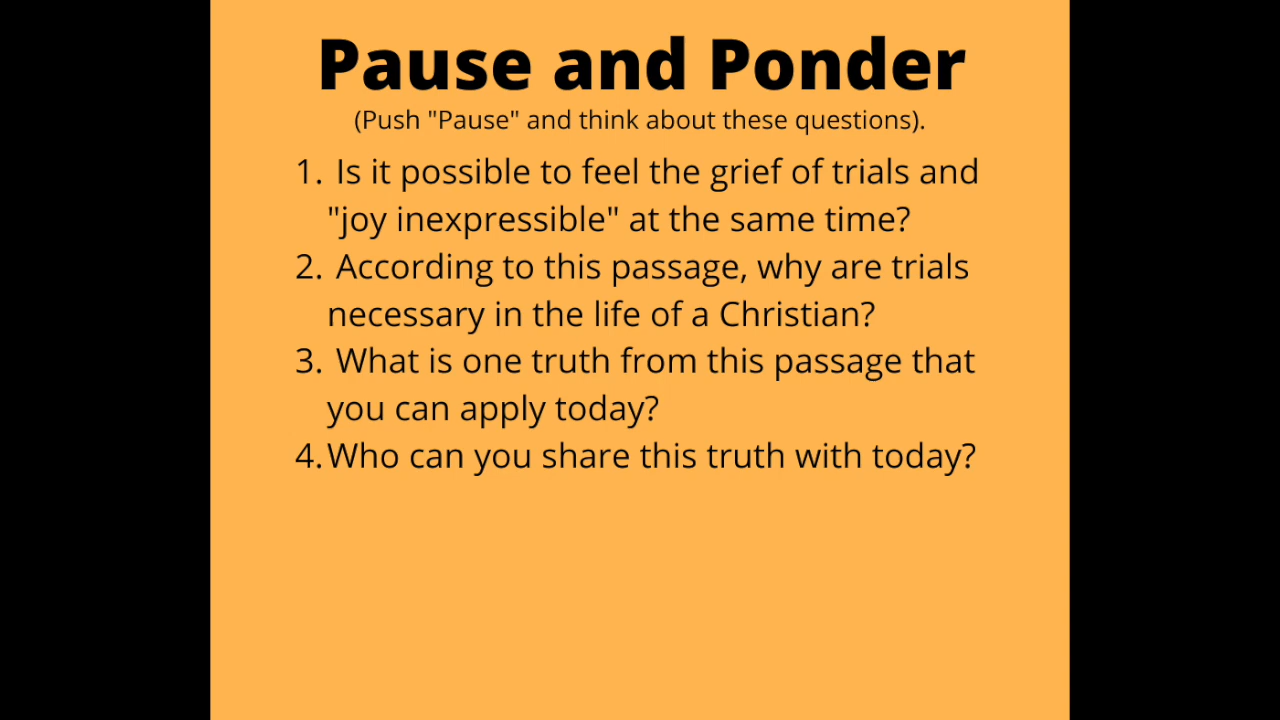 Pause and Ponder
(Push "Pause" and think about these questions).
1. Is it possible to feel the grief of trials and
"joy inexpressible" at the same time?
2. According to this passage, why are trials
necessary in the life of a Christian?
3. What is one truth from this passage that
you can apply today?
4. Who can you share this truth with today?